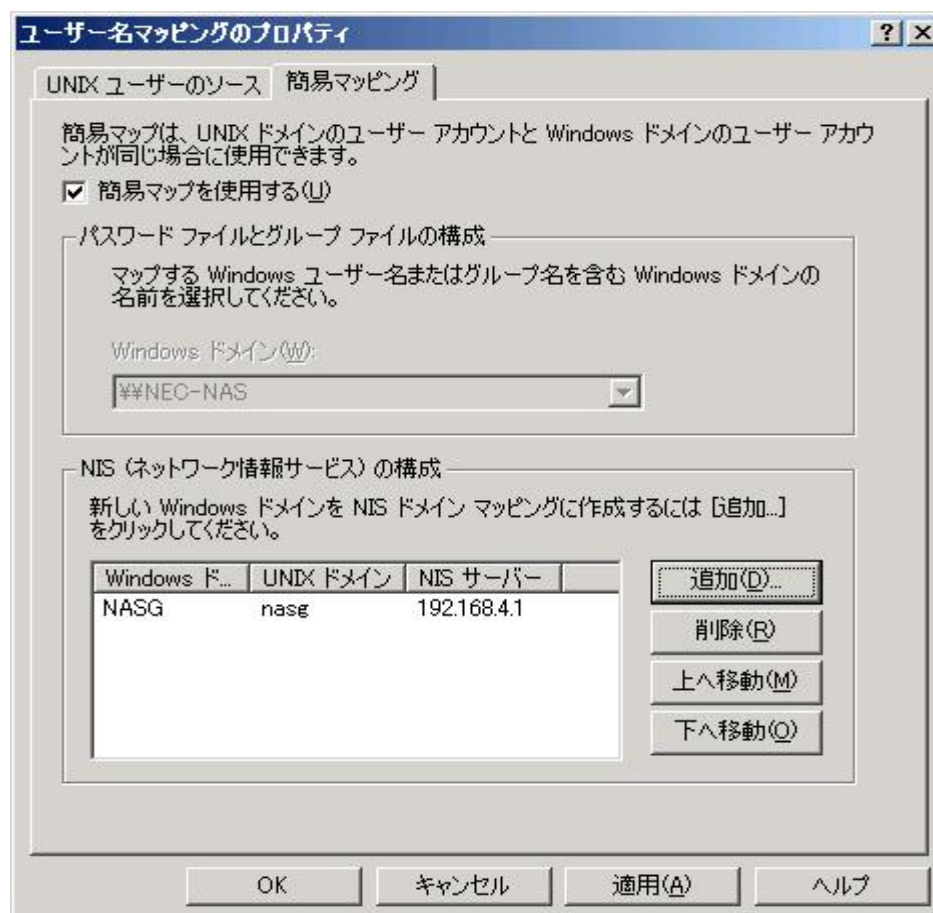 ユーザー名マッピングのプロパティ
UNIX ユーザーのソース 簡易マッピング
簡易マップは、UNIX ドメインのユーザー アカウントと Windows ドメインのユーザー アカウ
ントが同じ場合に使用できます。
簡易マップを使用する(U)
パスワード ファイルとグループ ファイルの構成
マップする Windows ユーザー名またはグループ名を含む Windows ドメインの
名前を選択してください。
Windows ドメイン(W):
¥¥NEC-NAS
NIS (ネットワーク情報サービス) の構成
新しい Windows ドメインを NIS ドメイン マッピングに作成するには [追加...]
をクリックしてください。
Windows ド... UNIX ドメイン NIS サーバー
NASG nasg 192.168.4.1
追加(D)...
削除(R)
上へ移動(M)
下へ移動(O)
OK キャンセル 適用(A) ヘルプ